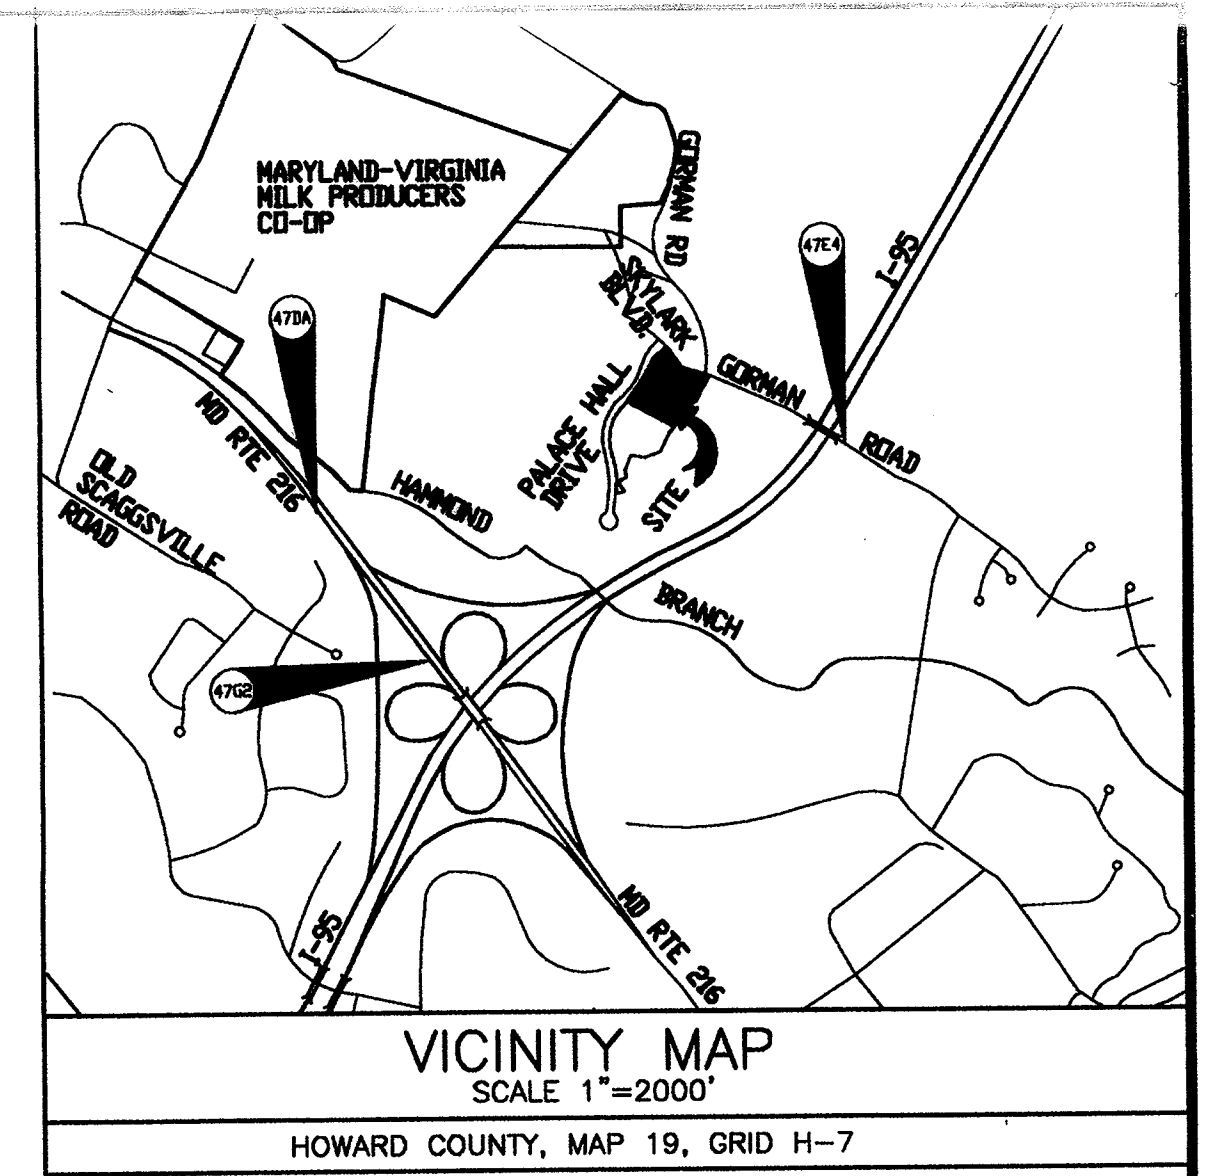 MARYLAND-VIRGINIA
MILK PRODUCERS
CO-OP
GORMAN RD
47E4
I-95
SKYLARK
BLVD.
47DA
GORMAN
ROAD
PALACE HALL
DRIVE
SITE
MD RTE 216
OLD
SCAGGSVILLE
ROAD
HAMMOND
BRANCH
47G2
I-95
MD RTE 216
VICINITY MAP
SCALE 1"=2000'
HOWARD COUNTY, MAP 19, GRID H-7